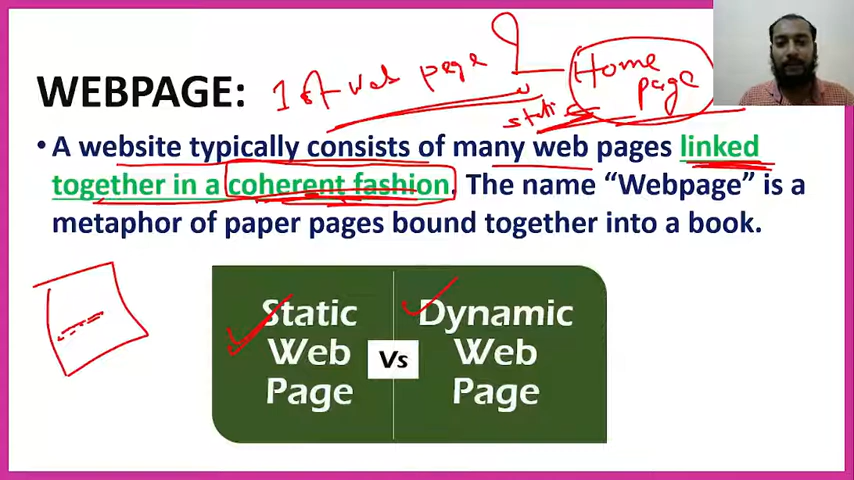 1st web page
Home
page
stati
WEBPAGE:
• A website typically consists of many web pages linked
together in a coherent fashion. The name “Webpage” is a
metaphor of paper pages bound together into a book.
Static
Web
Page
Vs
Dynamic
Web
Page